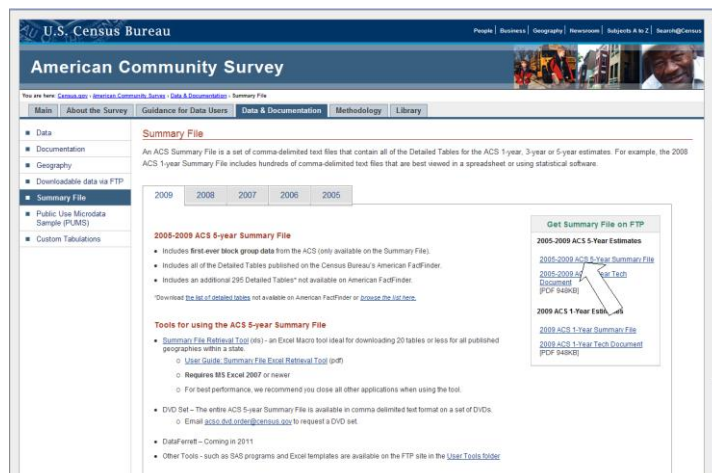 U.S. Census Bureau
People | Business | Geography | Newsroom | Subjects A to Z | Search@Census
American Community Survey
You are here: Census.gov › American Community Survey › Data & Documentation › Summary File
Main About the Survey Guidance for Data Users Data & Documentation Methodology Library
Data
Documentation
Geography
Downloadable data via FTP
Summary File
Public Use Microdata
Sample (PUMS)
Custom Tabulations
Summary File
An ACS Summary File is a set of comma-delimited text files that contain all of the Detailed Tables for the ACS 1-year, 3-year or 5-year estimates. For example, the 2008
ACS 1-year Summary File includes hundreds of comma-delimited text files that are best viewed in a spreadsheet or using statistical software.
2009 2008 2007 2006 2005
2005-2009 ACS 5-year Summary File
Includes first-ever block group data from the ACS (only available on the Summary File).
Includes all of the Detailed Tables published on the Census Bureau's American FactFinder.
Includes an additional 295 Detailed Tables* not available on American FactFinder.
*Download the list of detailed tables not available on American FactFinder or browse the list here.
Tools for using the ACS 5-year Summary File
Summary File Retrieval Tool (xls) - an Excel Macro tool ideal for downloading 20 tables or less for all published
geographies within a state.
User Guide: Summary File Excel Retrieval Tool (pdf)
Requires MS Excel 2007 or newer
For best performance, we recommend you close all other applications when using the tool.
DVD Set – The entire ACS 5-year Summary File is available in comma delimited text format on a set of DVDs.
Email acso.dvd.order@census.gov to request a DVD set.
DataFerrett – Coming in 2011
Other Tools - such as SAS programs and Excel templates are available on the FTP site in the User Tools folder
Get Summary File on FTP
2005-2009 ACS 5-Year Estimates
2005-2009 ACS 5-Year Summary File
2005-2009 Year Tech
Document
[PDF 948KB]
2009 ACS 1-Year
2009 ACS 1-Year Summary File
2009 ACS 1-Year Tech Document
[PDF 948KB]